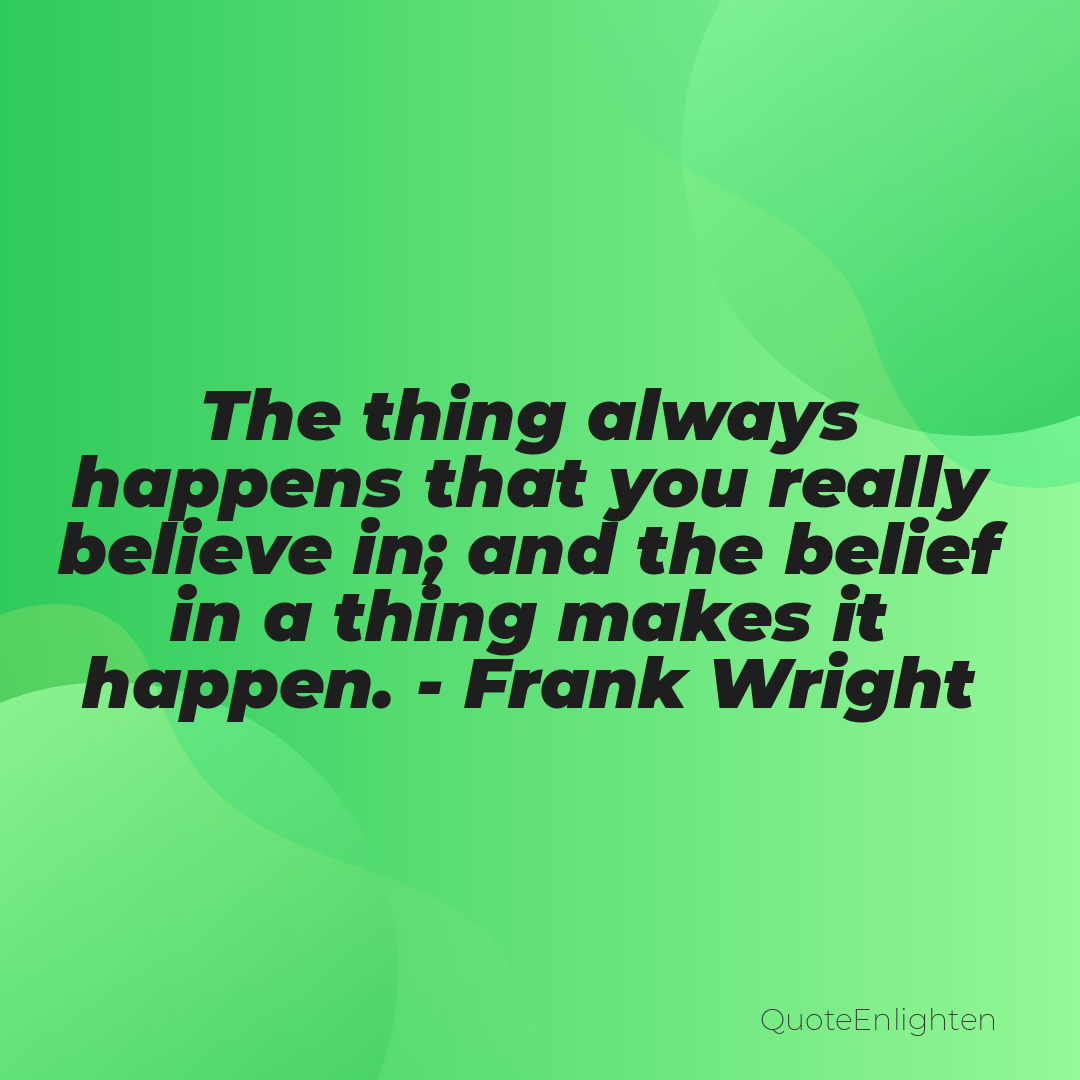 The thing always
happens that you really
believe in; and the belief
in a thing makes it
happen. - Frank Wright
QuoteEnlighten